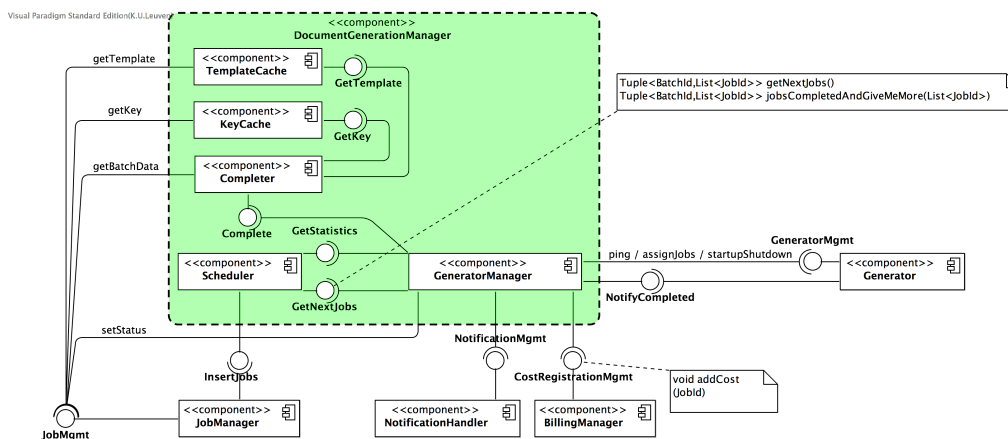 Visual Paradigm Standard Edition(K.U.Leuven)
<<component>>
DocumentGenerationManager
getTemplate
<<component>>
TemplateCache
GetTemplate
Tuple<BatchId,List<JobId>> getNextJobs()
Tuple<BatchId,List<JobId>> jobsCompletedAndGiveMeMore(List<JobId>)
getKey
<<component>>
KeyCache
GetKey
getBatchData
<<component>>
Completer
Complete
GetStatistics
GeneratorMgmt
ping / assignJobs / startupShutdown
<<component>>
Scheduler
<<component>>
GeneratorManager
<<component>>
Generator
GetNextJobs
NotifyCompleted
setStatus
NotificationMgmt
InsertJobs
CostRegistrationMgmt
void addCost
(JobId)
<<component>>
JobManager
<<component>>
NotificationHandler
<<component>>
BillingManager
JobMgmt